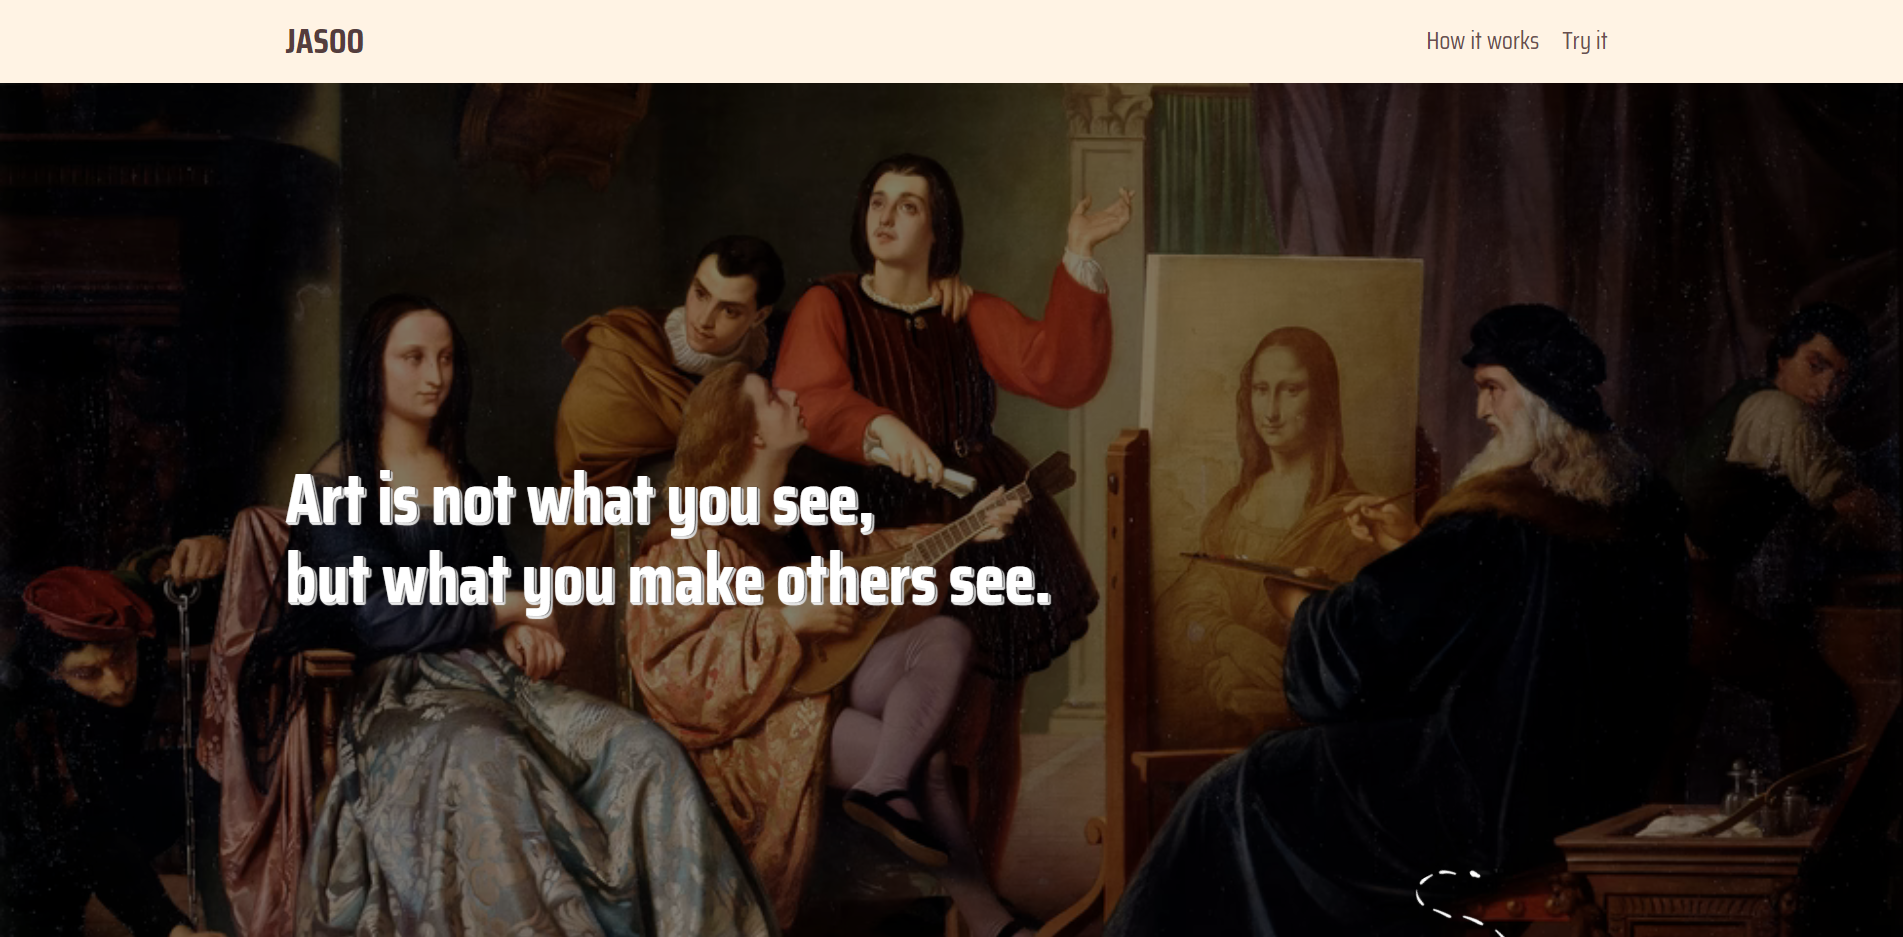 JASOO
How it works
Try it
Art is not what you see,
but what you make others see.